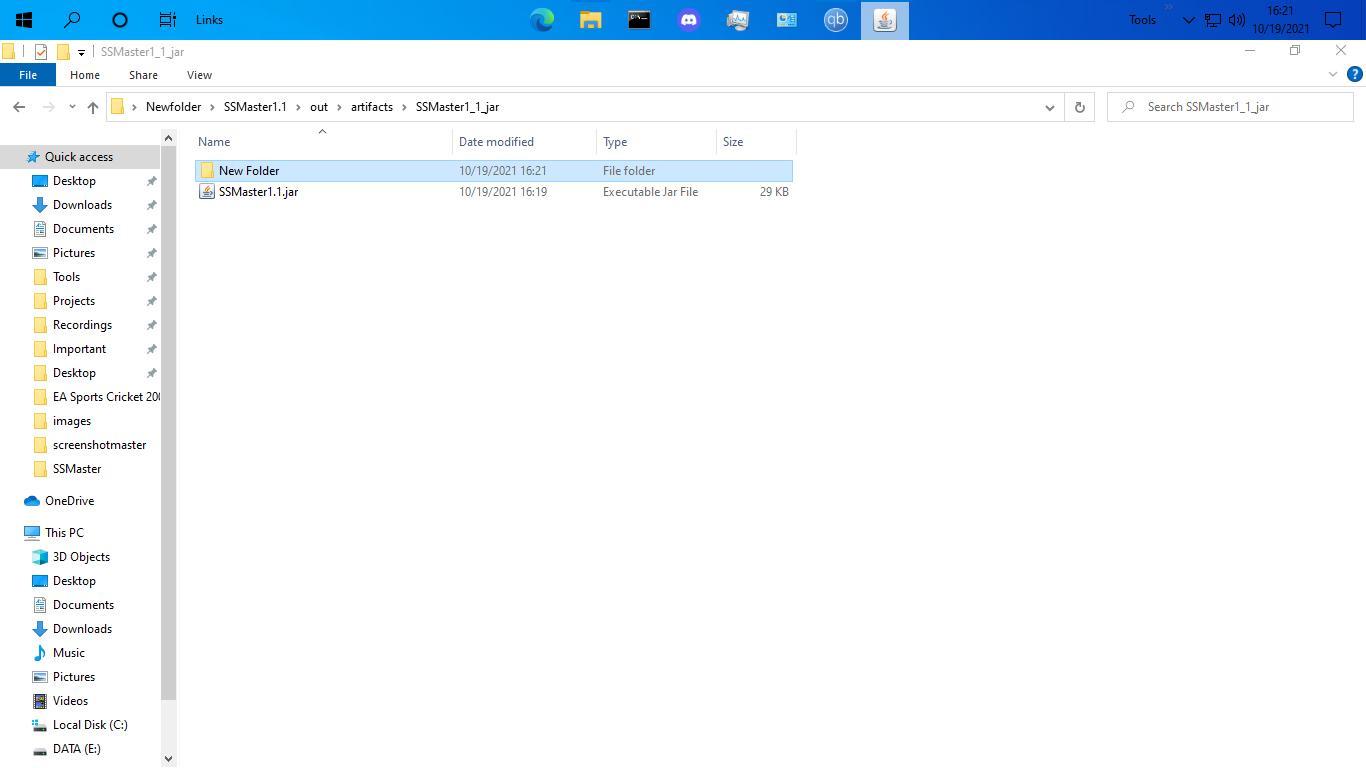 Links
qb
Tools
16:21
10/19/2021
SSMaster1_1_jar
File Home Share View
?
Newfolder SSMaster1.1 out artifacts SSMaster1_1_jar
Search SSMaster1_1_jar
Name Date modified Type Size
New Folder 10/19/2021 16:21 File folder
SSMaster1.1.jar 10/19/2021 16:19 Executable Jar File 29 KB
Quick access
Desktop
Downloads
Documents
Pictures
Tools
Projects
Recordings
Important
Desktop
EA Sports Cricket 200
images
screenshotmaster
SSMaster
OneDrive
This PC
3D Objects
Desktop
Documents
Downloads
Music
Pictures
Videos
Local Disk (C:)
DATA (E:)